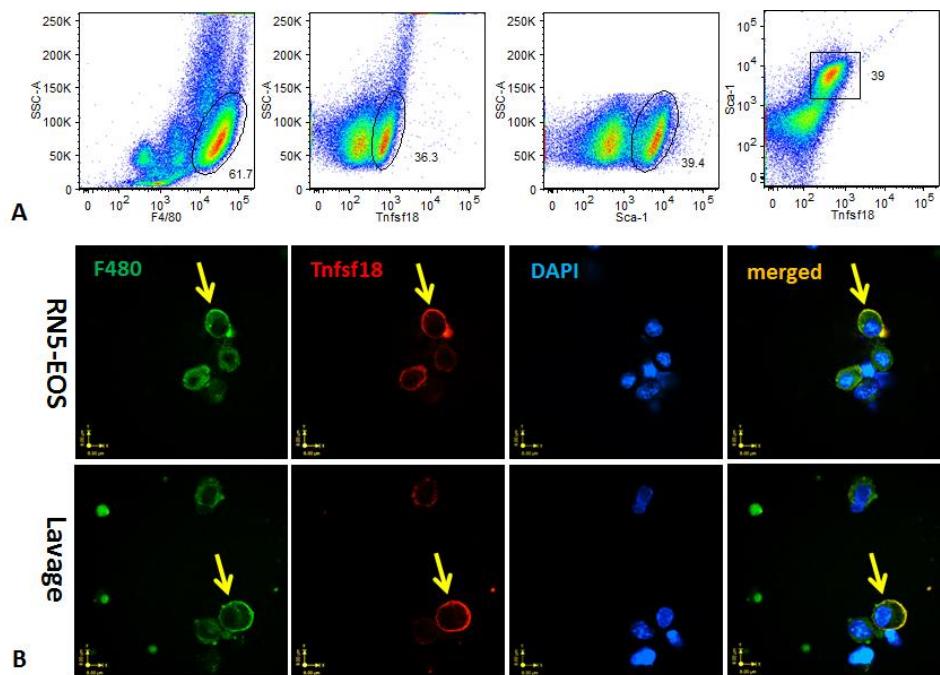 250K 200K 150K 100K 50K 0
SSC-A
0 10² 10³ 10⁴ 10⁵
F4/80
61.7
250K 200K 150K 100K 50K 0
SSC-A
0 10² 10³ 10⁴ 10⁵
Tnfsf18
36.3
250K 200K 150K 100K 50K 0
SSC-A
0 10² 10³ 10⁴ 10⁵
Sca-1
39.4
10⁵ 10⁴ 10³ 10² 0
Sca-1
0 10² 10³ 10⁴ 10⁵
Tnfsf18
39
A
RN5-EOS
F480
Tnfsf18
DAPI
merged
Lavage
B